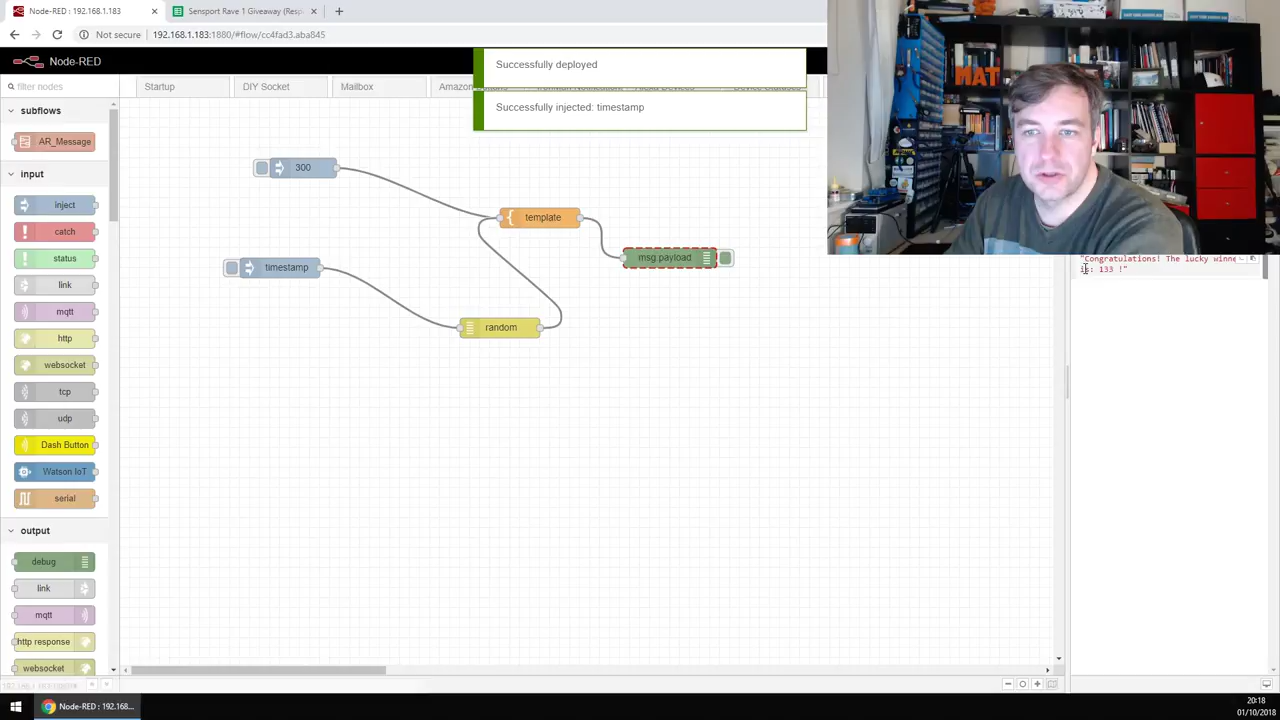 Node-RED : 192.168.1.183
Sensport Rave 1 Giveaway (Resp
Not secure
192.168.1.183:1880/#flow/cc4fad3.aba845
Node-RED
Successfully deployed
Successfully injected: timestamp
filter nodes
Startup
DIY Socket
Mailbox
subflows
AR_Message
input
inject
catch
status
link
mqtt
http
websocket
tcp
udp
Dash Button
Watson IoT
serial
output
debug
link
mqtt
http response
websocket
300
timestamp
template
random
msg.payload
MAT
"Congratulations! The lucky winne
is: 133 !"
Node-RED : 192.168...
20:18
01/10/2018